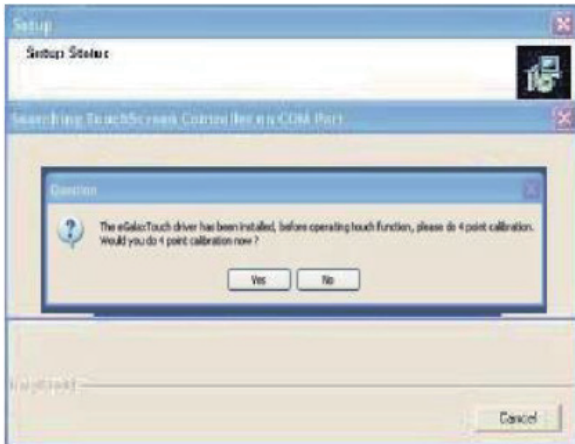 Setup
Setup Status
Searching TouchScreen Controller on COM Port
Question
The eGalaxTouch driver has been installed, before operating touch function, please do 4 point calibration.
Would you do 4 point calibration now ?
Yes
No
Cancel